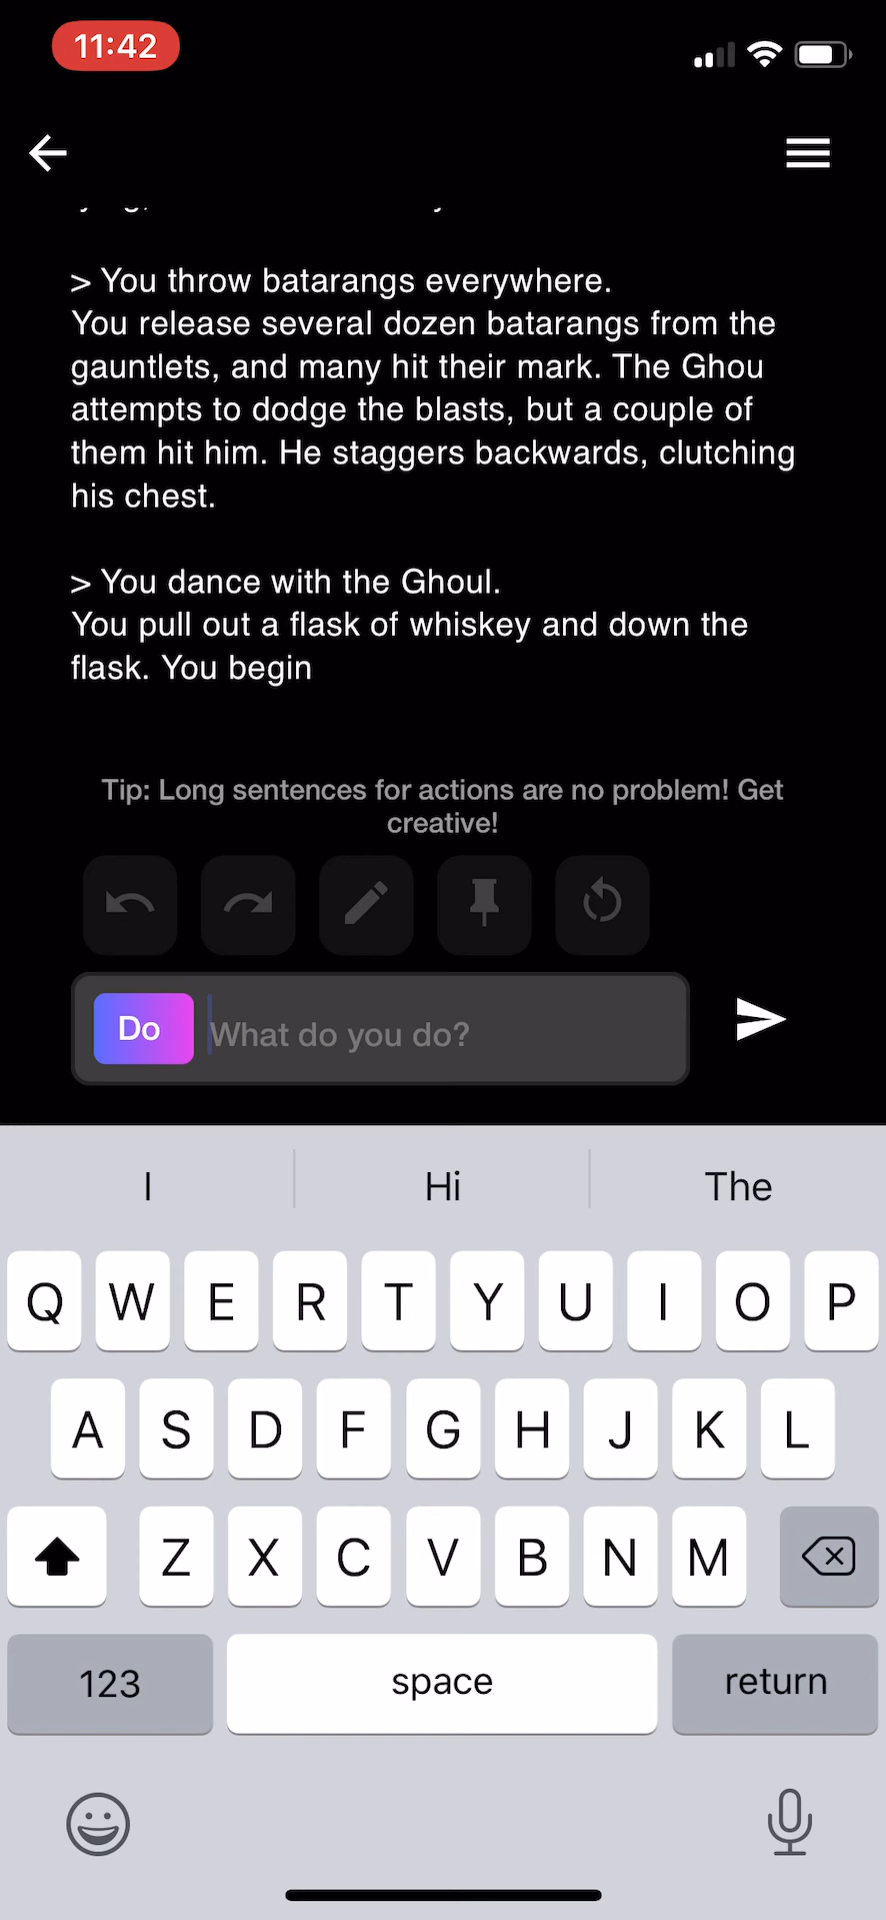 11:42
> You throw batarangs everywhere.
You release several dozen batarangs from the
gauntlets, and many hit their mark. The Ghou
attempts to dodge the blasts, but a couple of
them hit him. He staggers backwards, clutching
his chest.
> You dance with the Ghoul.
You pull out a flask of whiskey and down the
flask. You begin
Tip: Long sentences for actions are no problem! Get
creative!
Do What do you do?
I Hi The
Q W E R T Y U I O P
A S D F G H J K L
Z X C V B N M
123 space return